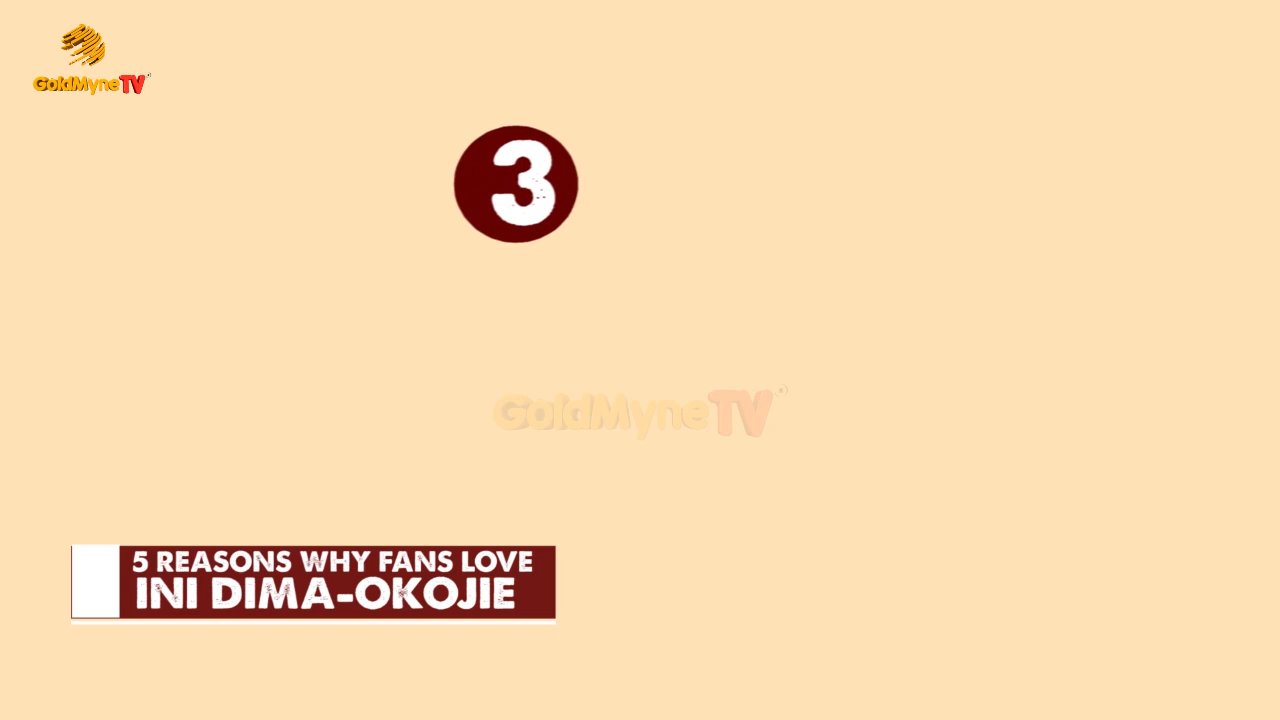 GoldMyneTV
3
GoldMyneTV
5 REASONS WHY FANS LOVE
INI DIMA-OKOJIE